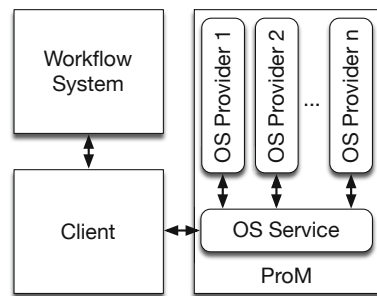 Workflow
System
OS Provider 1
OS Provider 2
...
OS Provider n
Client
OS Service
ProM